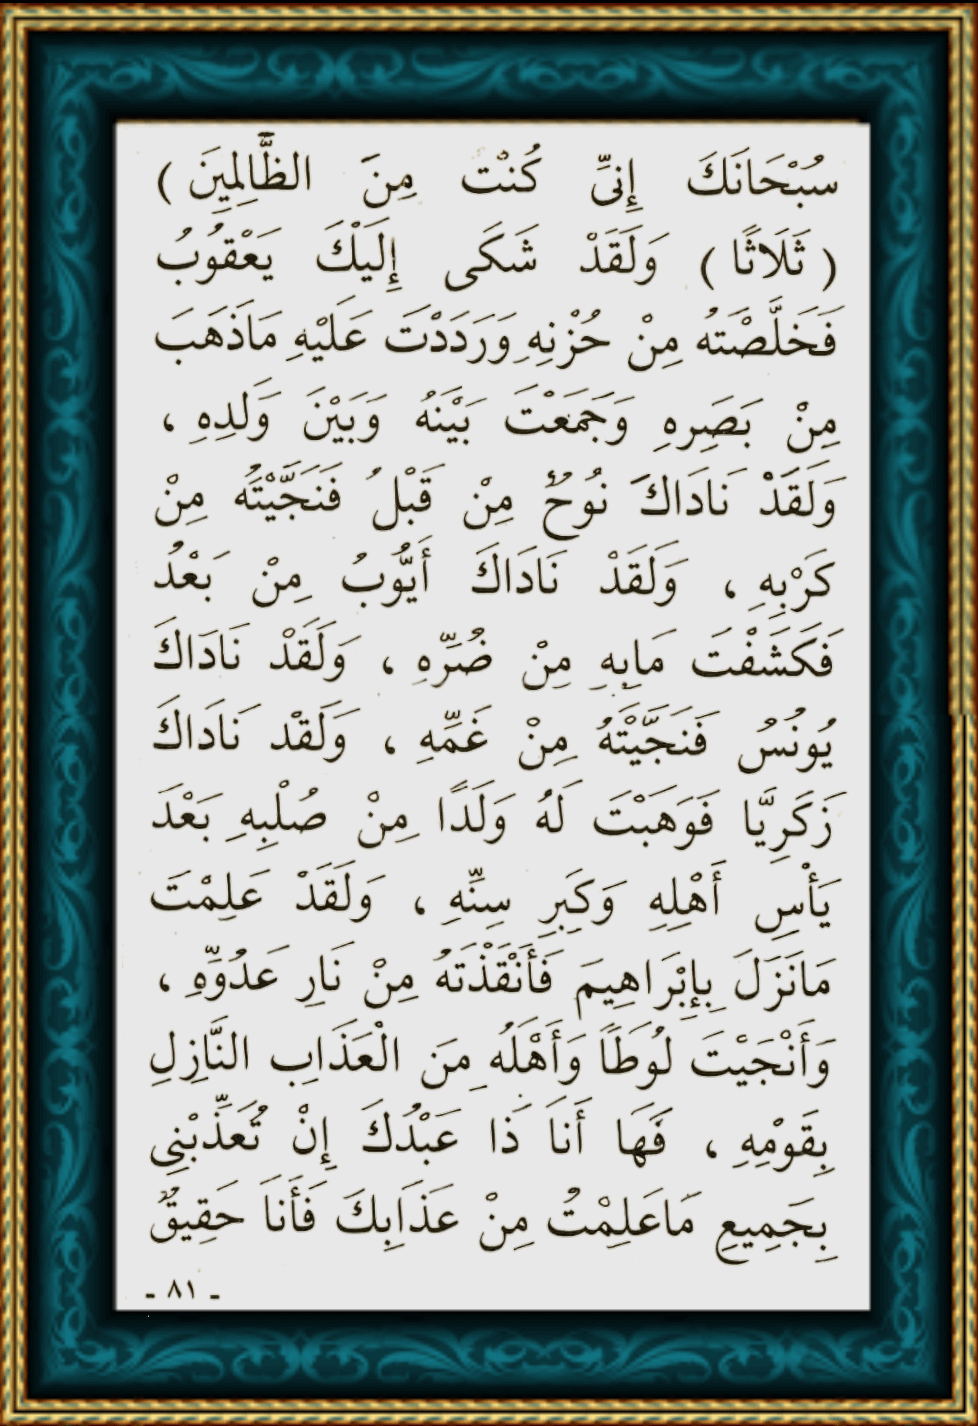 سُبْحَانَكَ إِنِّى كُنْتُ مِنَ الظَّالِمِينَ )
( ثَلَاثًا ) وَلَقَدْ شَكَى إِلَيْكَ يَعْقُوبُ
فَخَلَّصْتَهُ مِنْ حُزْنِهِ وَرَدَدْتَ عَلَيْهِ مَاذَهَبَ
مِنْ بَصَرِهِ وَجَمَعْتَ بَيْنَهُ وَبَيْنَ وَلَدِهِ ،
وَلَقَدْ نَادَاكَ نُوحٌ مِنْ قَبْلُ فَنَجَّيْتَهُ مِنْ
كَرْبِهِ ، وَلَقَدْ نَادَاكَ أَيُّوبُ مِنْ بَعْدُ
فَكَشَفْتَ مَابِهِ مِنْ ضُرِّهِ ، وَلَقَدْ نَادَاكَ
يُونُسُ فَنَجَّيْتَهُ مِنْ غَمِّهِ ، وَلَقَدْ نَادَاكَ
زَكَرِيَّا فَوَهَبْتَ لَهُ وَلَدًا مِنْ صُلْبِهِ بَعْدَ
يَأْسِ أَهْلِهِ وَكَبَرِ سِنِّهِ ، وَلَقَدْ عَلِمْتَ
مَانَزَلَ بِإِبْرَاهِيمَ فَأَنْقَذْتَهُ مِنْ نَارِ عَدُوِّهِ ،
وَأَنْجَيْتَ لُوطًا وَأَهْلَهُ مِنَ الْعَذَابِ النَّازِلِ
بِقَوْمِهِ ، فَهَا أَنَا ذَا عَبْدُكَ إِنْ تُعَذِّبْنِى
بِجَمِيعِ مَاعَلِمْتُ مِنْ عَذَابِكَ فَأَنَا حَقِيقٌ
- ٨١ -